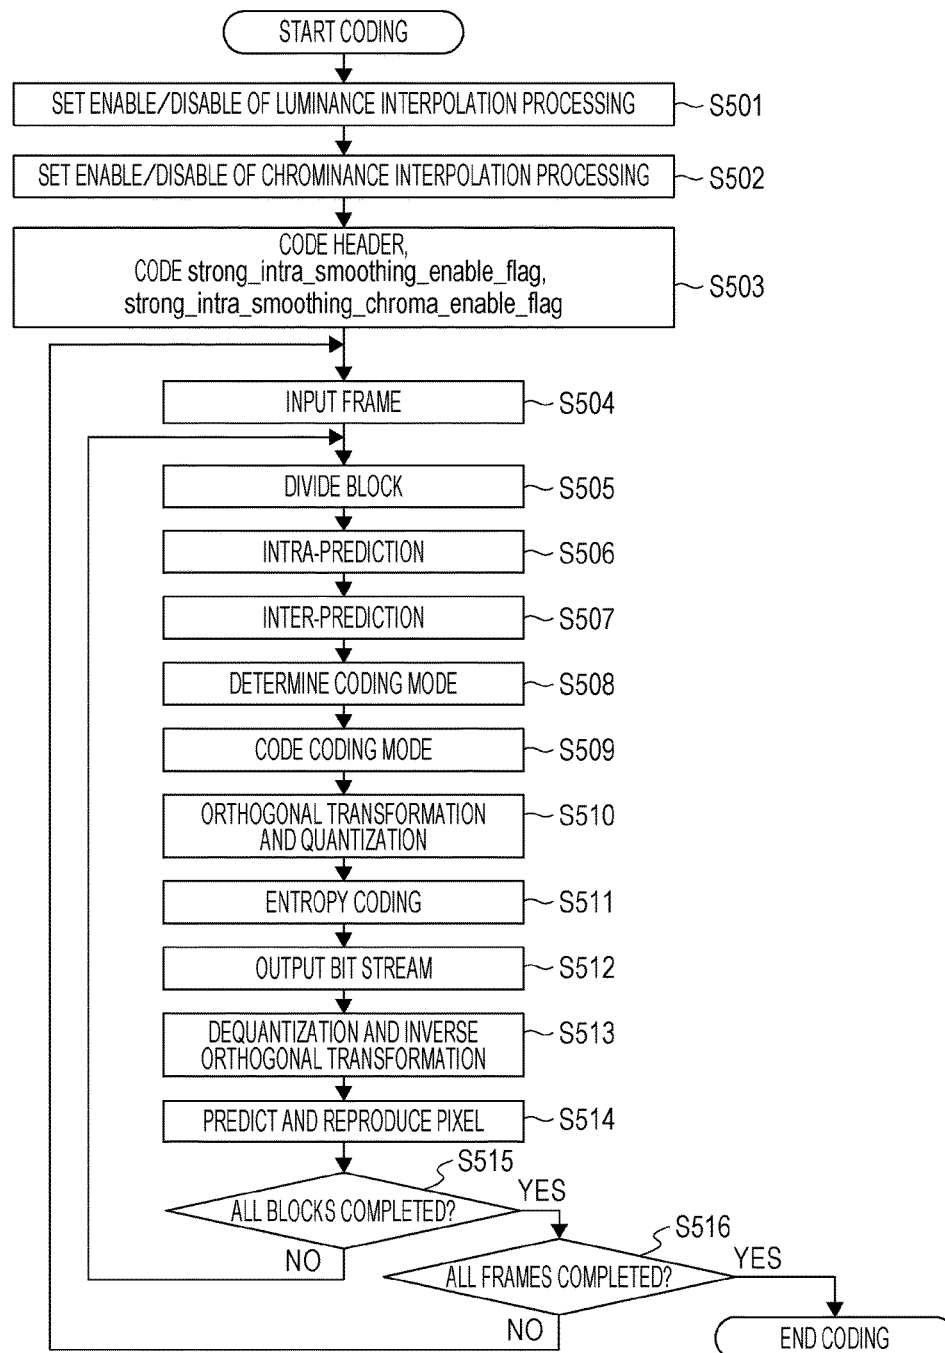 START CODING
SET ENABLE/DISABLE OF LUMINANCE INTERPOLATION PROCESSING
S501
SET ENABLE/DISABLE OF CHROMINANCE INTERPOLATION PROCESSING
S502
CODE HEADER,
CODE strong_intra_smoothing_enable_flag,
strong_intra_smoothing_chroma_enable_flag
S503
INPUT FRAME
S504
DIVIDE BLOCK
S505
INTRA-PREDICTION
S506
INTER-PREDICTION
S507
DETERMINE CODING MODE
S508
CODE CODING MODE
S509
ORTHOGONAL TRANSFORMATION
AND QUANTIZATION
S510
ENTROPY CODING
S511
OUTPUT BIT STREAM
S512
DEQUANTIZATION AND INVERSE
ORTHOGONAL TRANSFORMATION
S513
PREDICT AND REPRODUCE PIXEL
S514
S515
ALL BLOCKS COMPLETED?
YES
NO
S516
ALL FRAMES COMPLETED?
YES
NO
END CODING